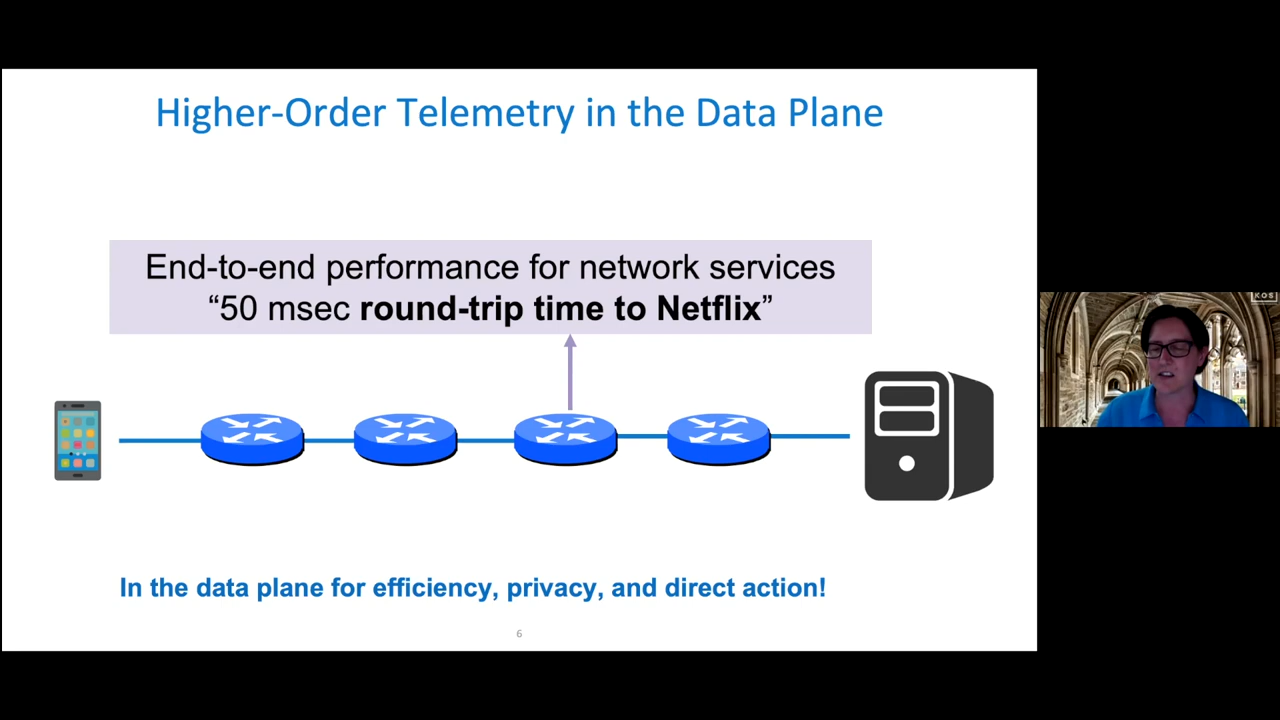 Higher-Order Telemetry in the Data Plane
End-to-end performance for network services
“50 msec round-trip time to Netflix”
In the data plane for efficiency, privacy, and direct action!
6
KOS